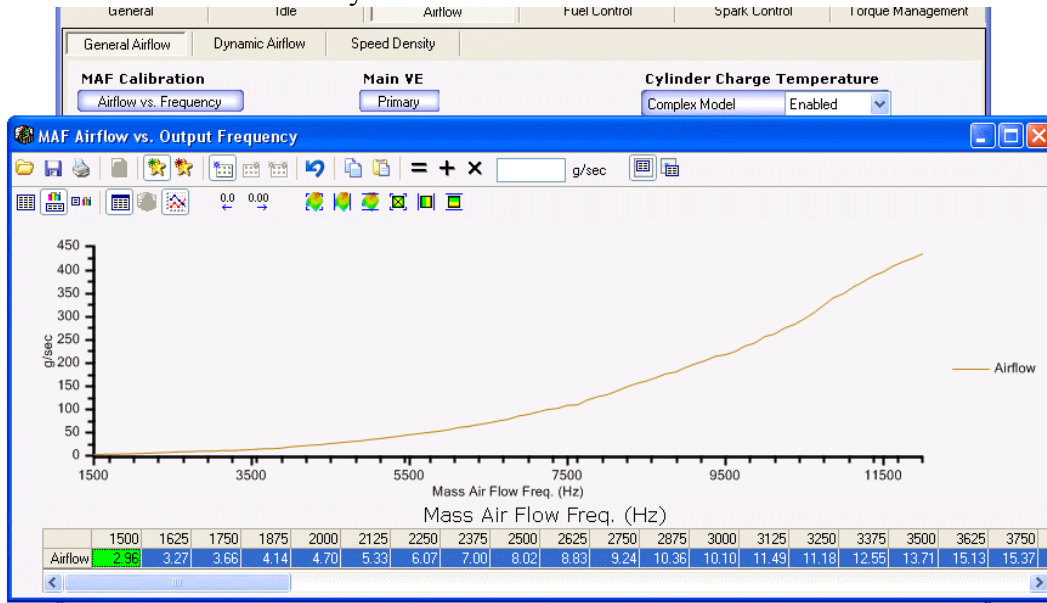 General Idle Airflow Fuel Control Spark Control Torque Management
General Airflow Dynamic Airflow Speed Density
MAF Calibration Main VE Cylinder Charge Temperature
Airflow vs. Frequency Primary Complex Model Enabled
MAF Airflow vs. Output Frequency
= + × g/sec
0.0 0.00
450
400
350
300
250
200
150
100
50
0
g/sec
Airflow
1500 3500 5500 7500 9500 11500
Mass Air Flow Freq. (Hz)
Mass Air Flow Freq. (Hz)
1500 1625 1750 1875 2000 2125 2250 2375 2500 2625 2750 2875 3000 3125 3250 3375 3500 3625 3750
Airflow 2.96 3.27 3.66 4.14 4.70 5.33 6.07 7.00 8.02 8.83 9.24 10.36 10.10 11.49 11.18 12.55 13.71 15.13 15.37